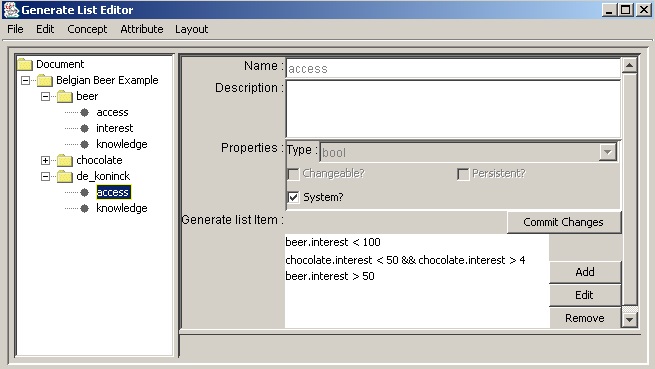 Generate List Editor
File Edit Concept Attribute Layout
Document
Belgian Beer Example
beer
access
interest
knowledge
chocolate
de_koninck
access
knowledge
Name : access
Description :
Properties : Type : bool
Changeable? Persistent?
System?
Generate list Item : Commit Changes
beer.interest < 100
chocolate.interest < 50 && chocolate.interest > 4
beer.interest > 50
Add
Edit
Remove